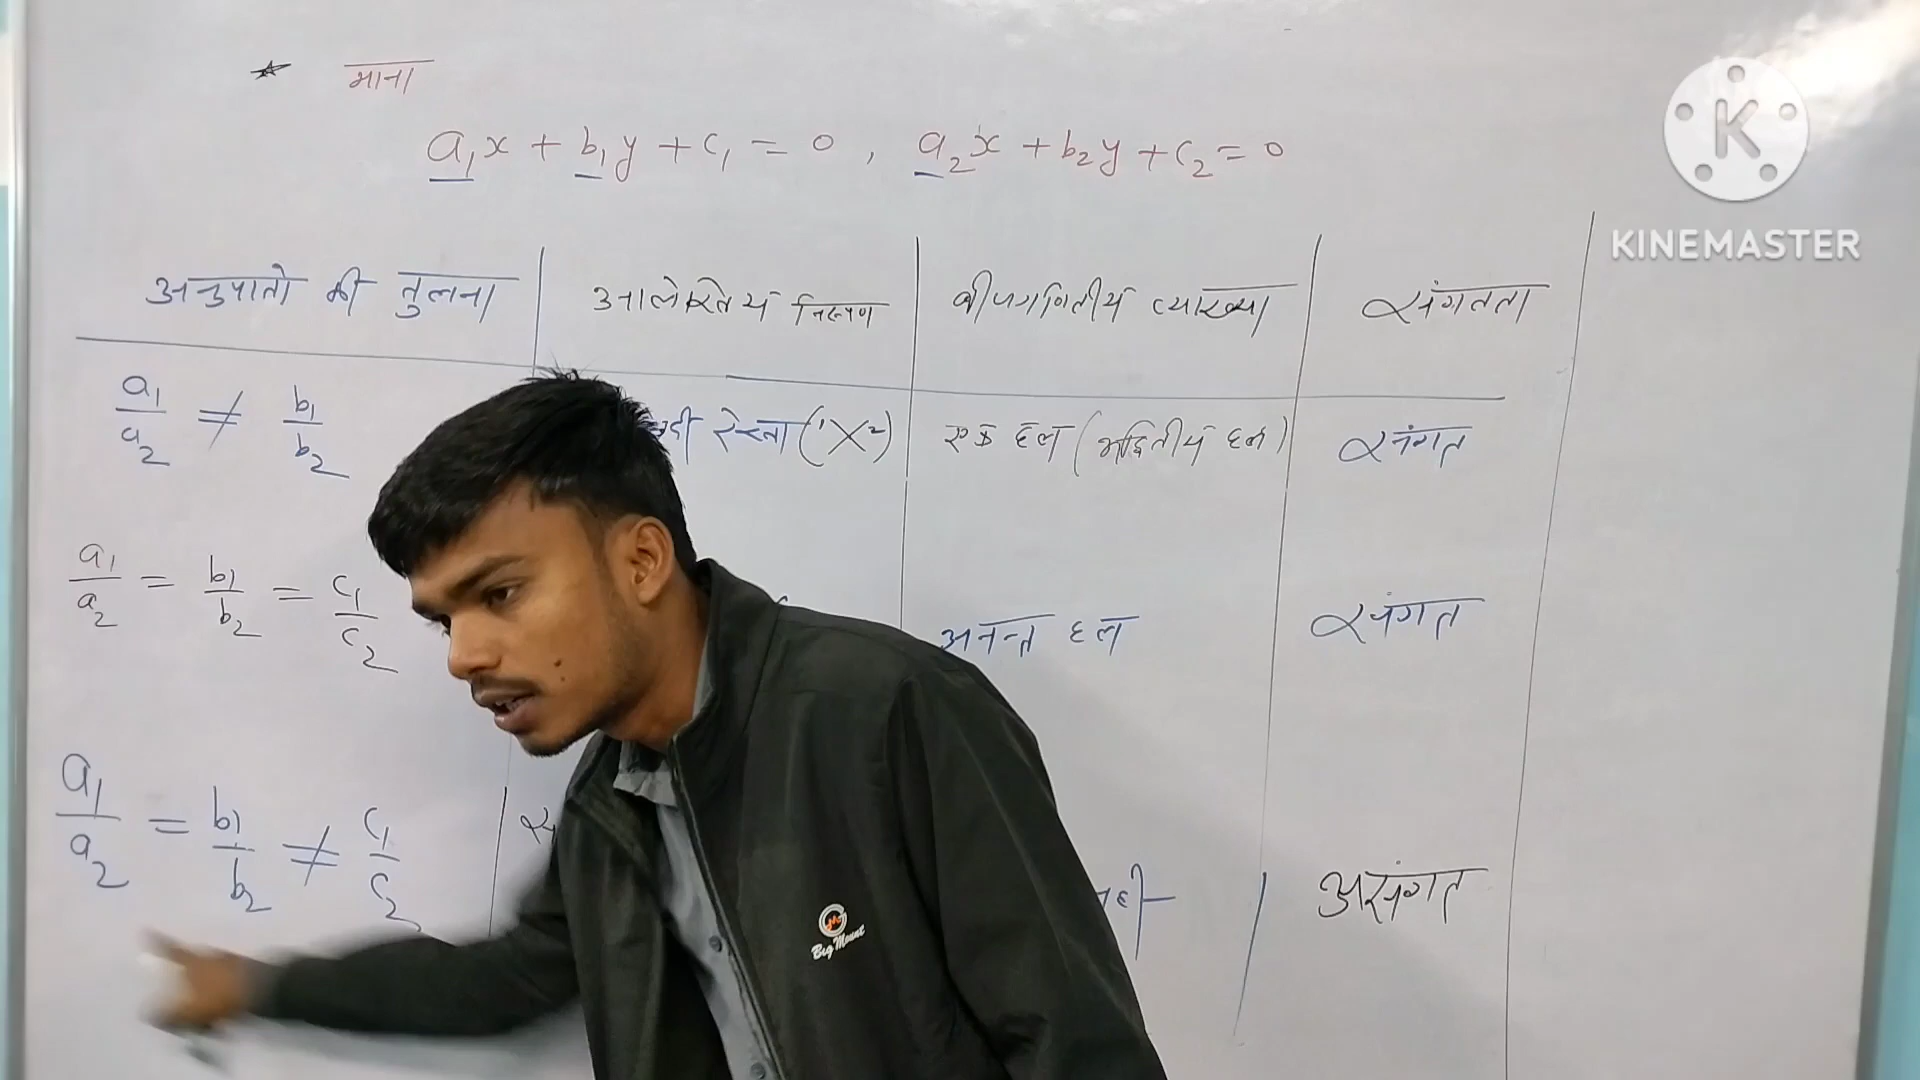 ★ माना
a₁x + b₁y + c₁ = 0 , a₂x + b₂y + c₂ = 0
K
KINEMASTER
अनुपातो की तुलना आलेखिय निरूपण बीजगणितीय व्याख्या संगतता
a₁/a₂ ≠ b₁/b₂ रेखा एक हल (अद्वितीय हल) संगत
a₁/a₂ = b₁/b₂ = c₁/c₂ अनन्त हल संगत
a₁/a₂ = b₁/b₂ ≠ c₁/c₂ असंगत
Big Mount